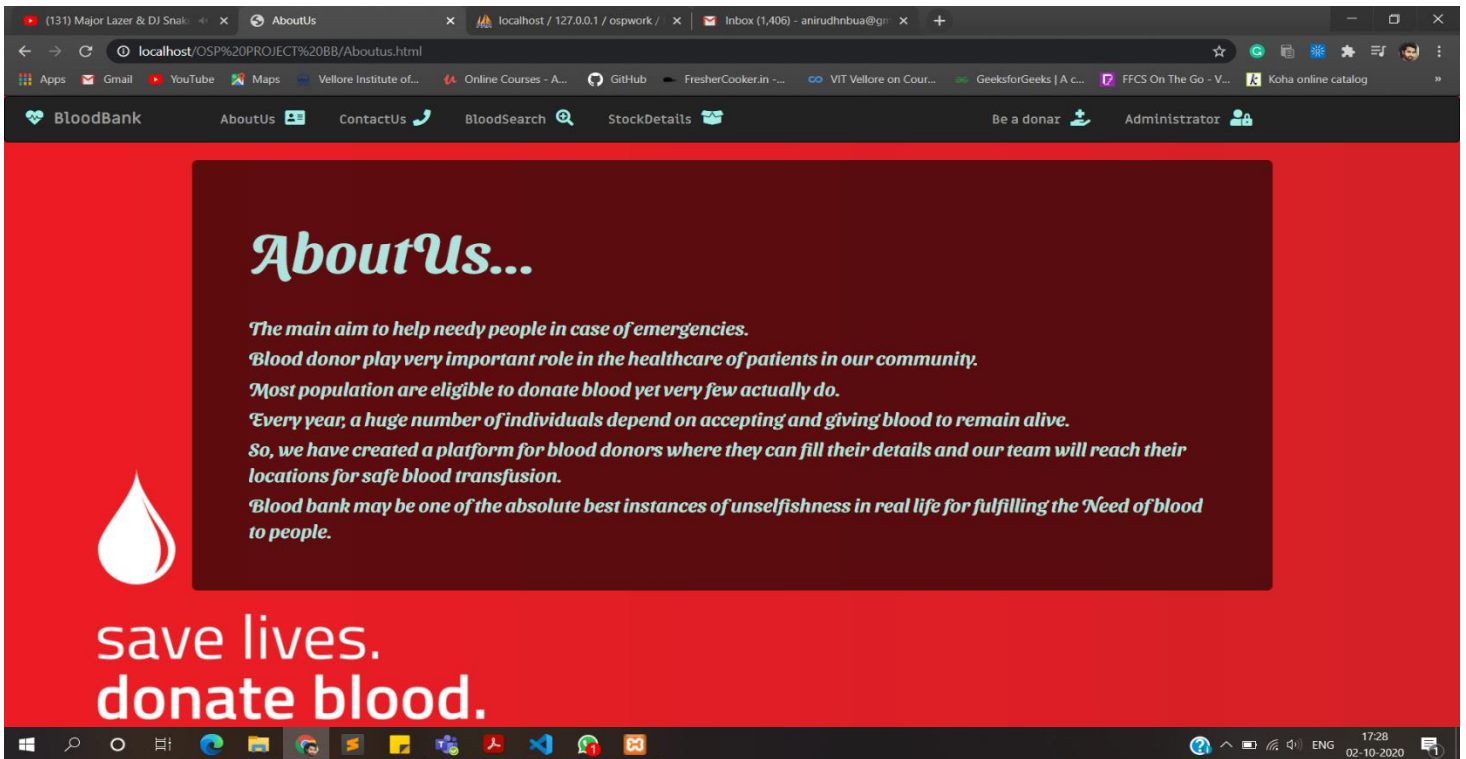 (131) Major Lazer & DJ Snak
AboutUs
localhost / 127.0.0.1 / ospwork /
Inbox (1,406) - anirudhnbua@gm
localhost/OSP%20PROJECT%20BB/Aboutus.html
Apps Gmail YouTube Maps Vellore Institute of... Online Courses - A... GitHub FresherCooker.in -... VIT Vellore on Cour... GeeksforGeeks | A c... FFCS On The Go - V... Koha online catalog »
BloodBank AboutUs ContactUs BloodSearch StockDetails Be a donar Administrator
AboutUs...
The main aim to help needy people in case of emergencies.
Blood donor play very important role in the healthcare of patients in our community.
Most population are eligible to donate blood yet very few actually do.
Every year, a huge number of individuals depend on accepting and giving blood to remain alive.
So, we have created a platform for blood donors where they can fill their details and our team will reach their
locations for safe blood transfusion.
Blood bank may be one of the absolute best instances of unselfishness in real life for fulfilling the Need of blood
to people.
save lives.
donate blood.
ENG
17:28
02-10-2020